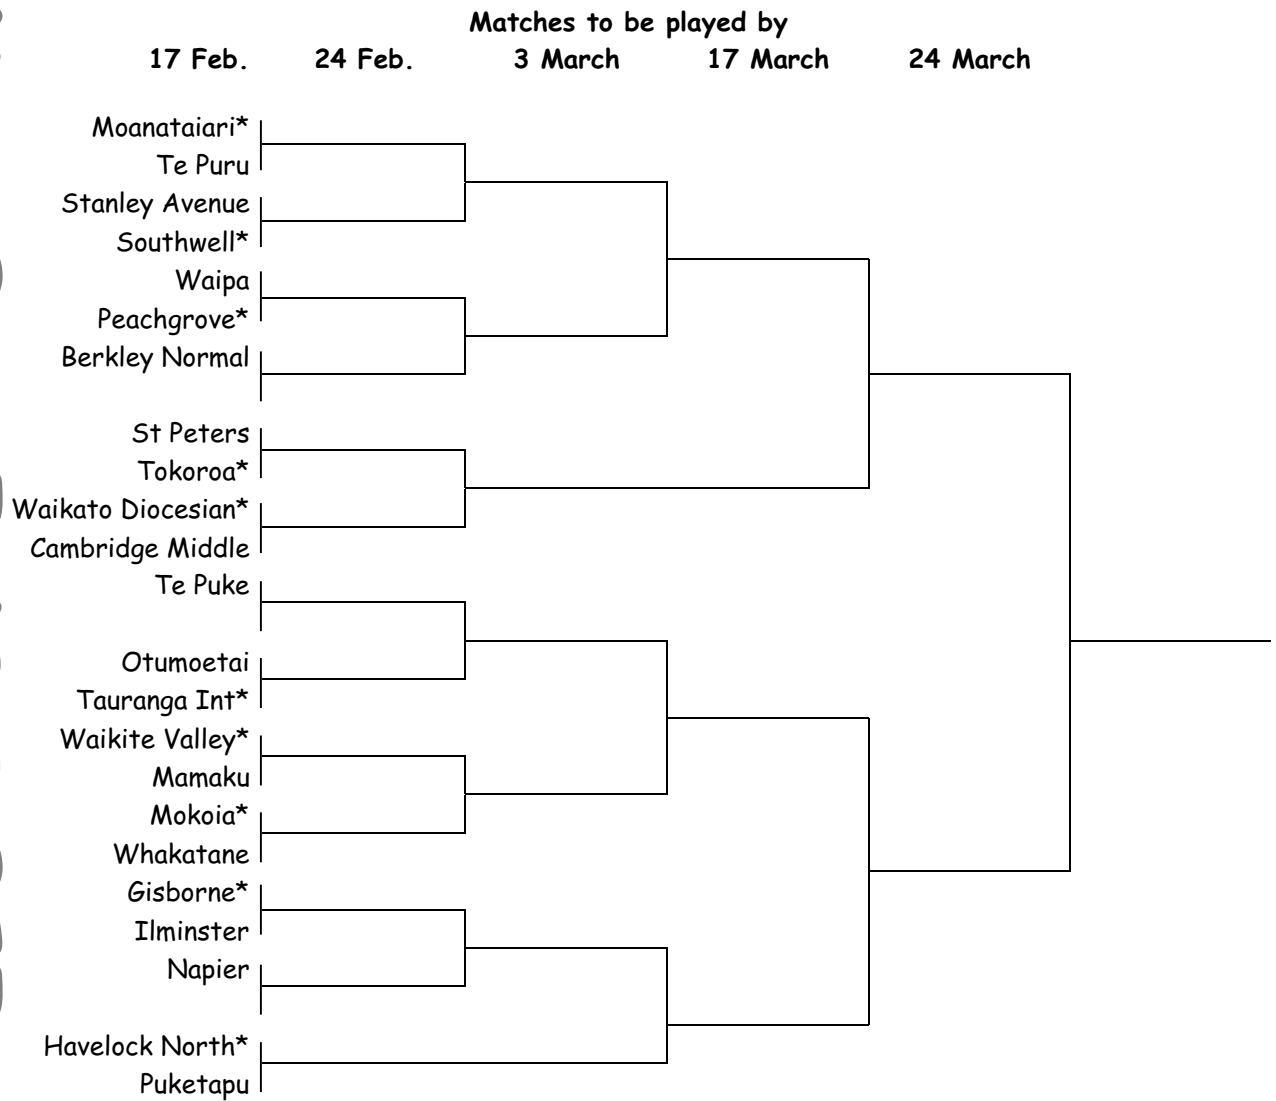 Matches to be played by
17 Feb. 24 Feb. 3 March 17 March 24 March
Moanataiari*
Te Puru
Stanley Avenue
Southwell*
Waipa
Peachgrove*
Berkley Normal
St Peters
Tokoroa*
Waikato Diocesian*
Cambridge Middle
Te Puke
Otumoetai
Tauranga Int*
Waikite Valley*
Mamaku
Mokoia*
Whakatane
Gisborne*
Ilminster
Napier
Havelock North*
Puketapu